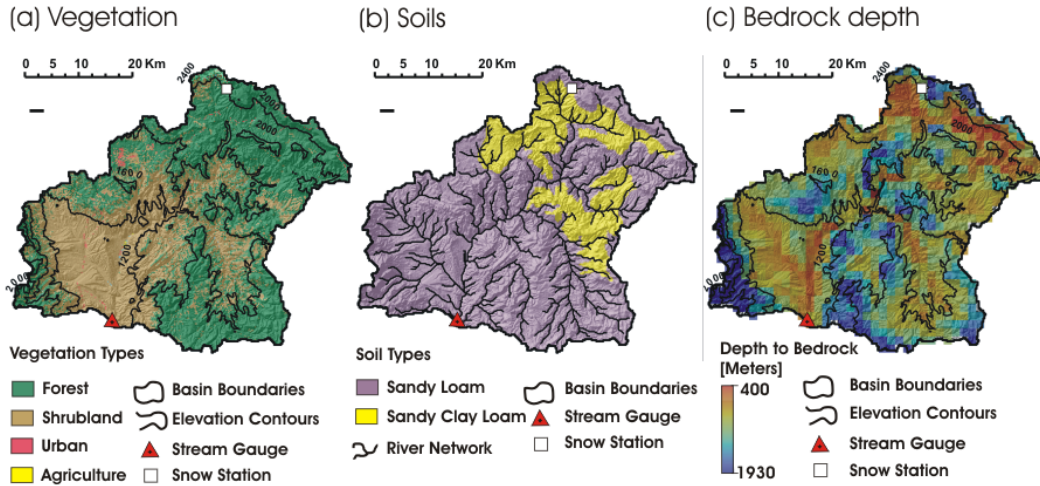 (a) Vegetation
(b) Soils
(c) Bedrock depth
0 5 10 20 Km
0 5 10 20 Km
0 5 10 20 Km
2400
2000
2000
1600
1200
2000
2400
2000
2000
1600
1200
2000
Vegetation Types
Forest
Shrubland
Urban
Agriculture
Basin Boundaries
Elevation Contours
Stream Gauge
Snow Station
Soil Types
Sandy Loam
Sandy Clay Loam
River Network
Basin Boundaries
Stream Gauge
Snow Station
Depth to Bedrock
[Meters]
400
1930
Basin Boundaries
Elevation Contours
Stream Gauge
Snow Station